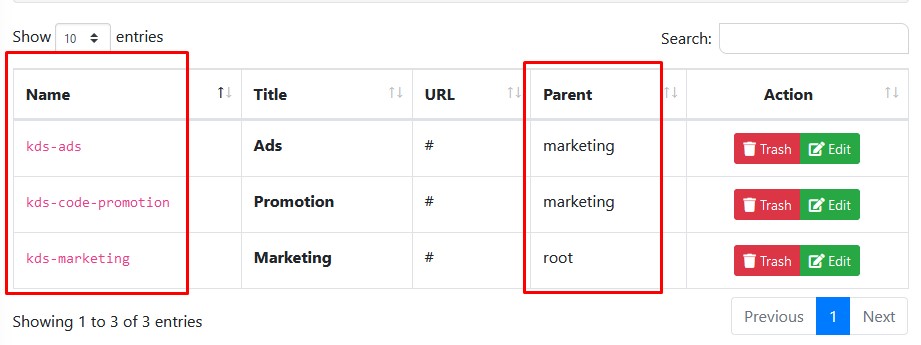 Show 10 entries Search:
Name Title URL Parent Action
kds-ads Ads # marketing Trash Edit
kds-code-promotion Promotion # marketing Trash Edit
kds-marketing Marketing # root Trash Edit
Showing 1 to 3 of 3 entries Previous 1 Next